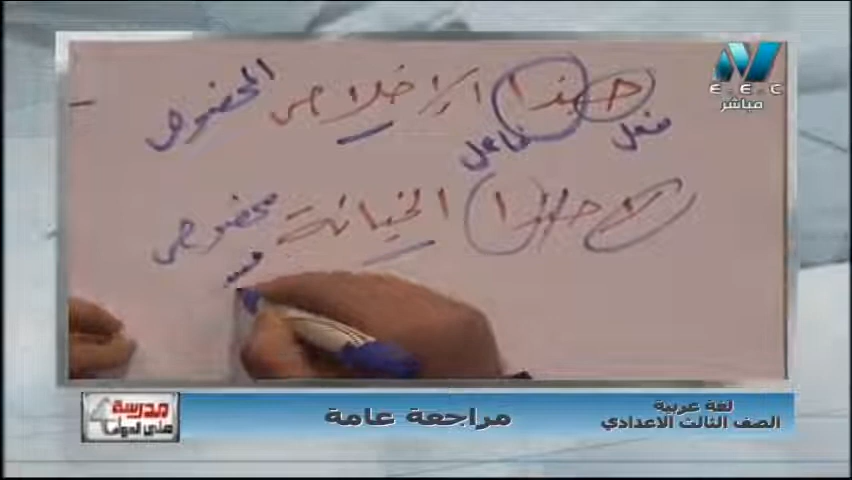 E.E.C
مباشر
حبذا الإخلاص المخصوص
فعل فاعل
لا حبذا الخيانة مخصوص
لغة عربية
الصف الثالث الاعدادي
مراجعة عامة
مدرسة
على الهواء